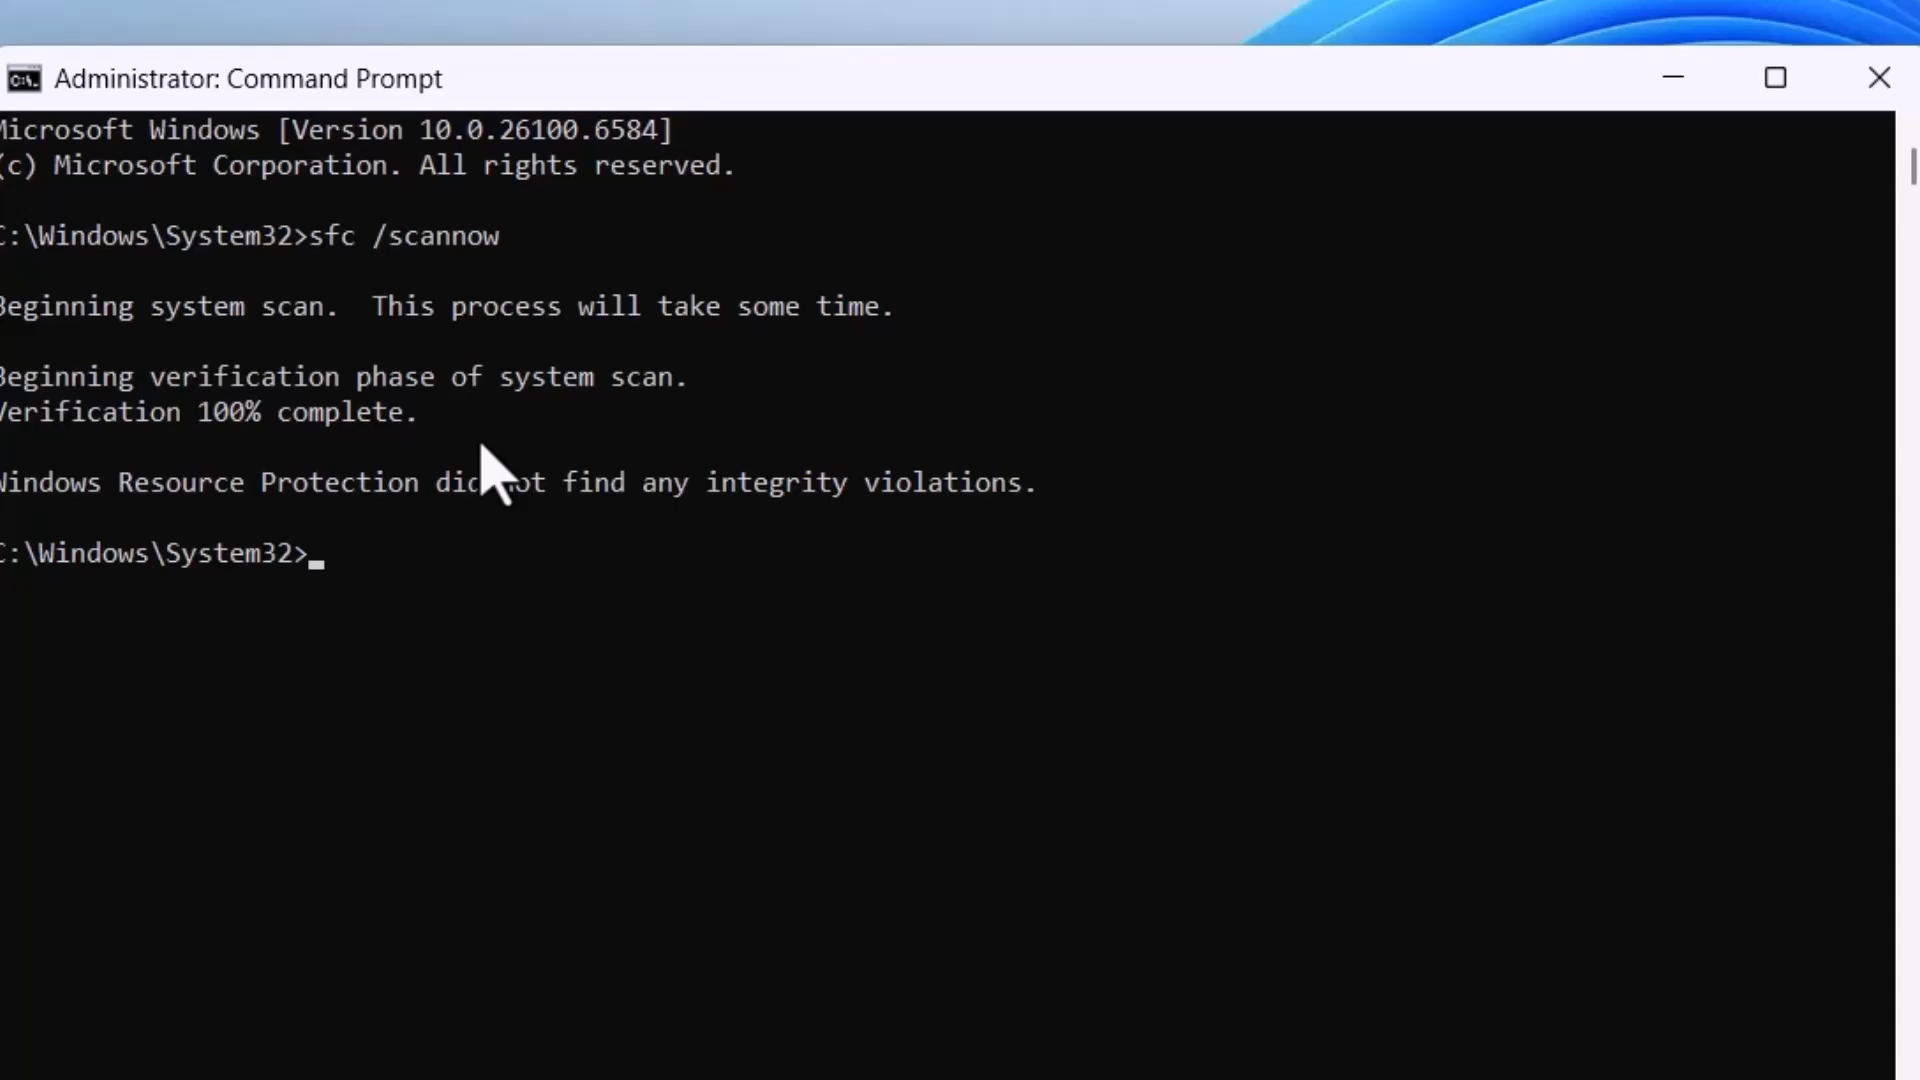 Administrator: Command Prompt
Microsoft Windows [Version 10.0.26100.6584]
(c) Microsoft Corporation. All rights reserved.
C:\Windows\System32>sfc /scannow
Beginning system scan.  This process will take some time.
Beginning verification phase of system scan.
Verification 100% complete.
Windows Resource Protection did not find any integrity violations.
C:\Windows\System32>